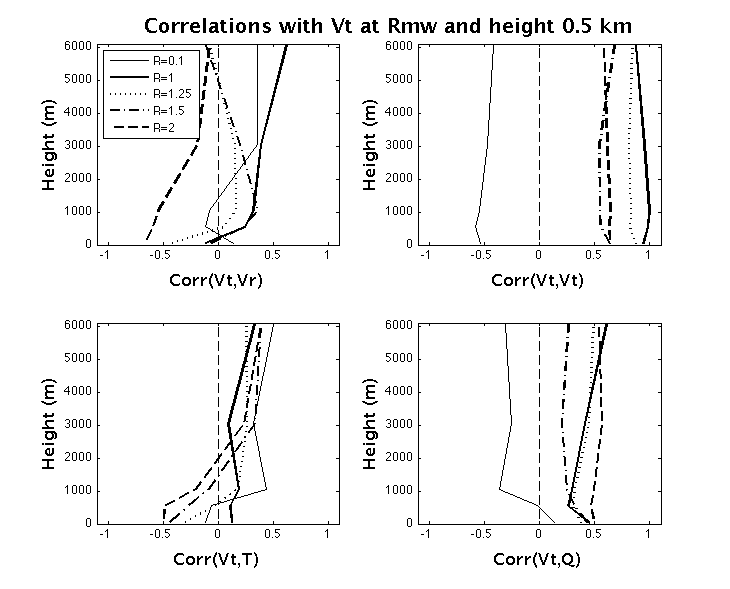 Correlations with Vt at Rmw and height 0.5 km
6000
5000
4000
3000
2000
1000
0
Height (m)
R=0.1
R=1
R=1.25
R=1.5
R=2
-1 -0.5 0 0.5 1
Corr(Vt,Vr)
6000
5000
4000
3000
2000
1000
0
Height (m)
-1 -0.5 0 0.5 1
Corr(Vt,Vt)
6000
5000
4000
3000
2000
1000
0
Height (m)
-1 -0.5 0 0.5 1
Corr(Vt,T)
6000
5000
4000
3000
2000
1000
0
Height (m)
-1 -0.5 0 0.5 1
Corr(Vt,Q)